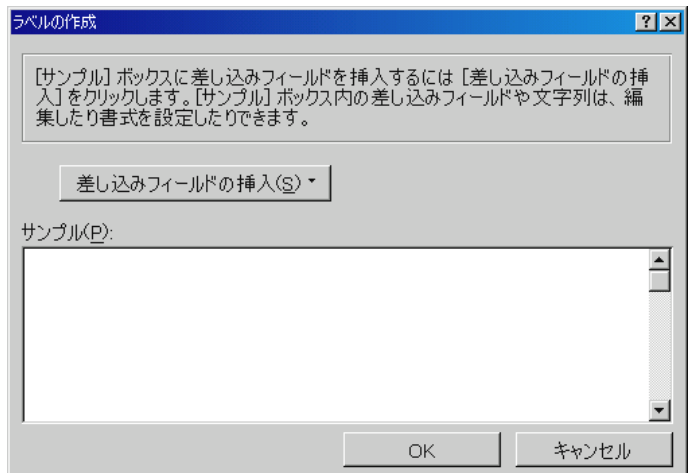 ラベルの作成
[サンプル] ボックスに差し込みフィールドを挿入するには [差し込みフィールドの挿
入] をクリックします。[サンプル] ボックス内の差し込みフィールドや文字列は、編
集したり書式を設定したりできます。
差し込みフィールドの挿入(S)
サンプル(P):
OK
キャンセル